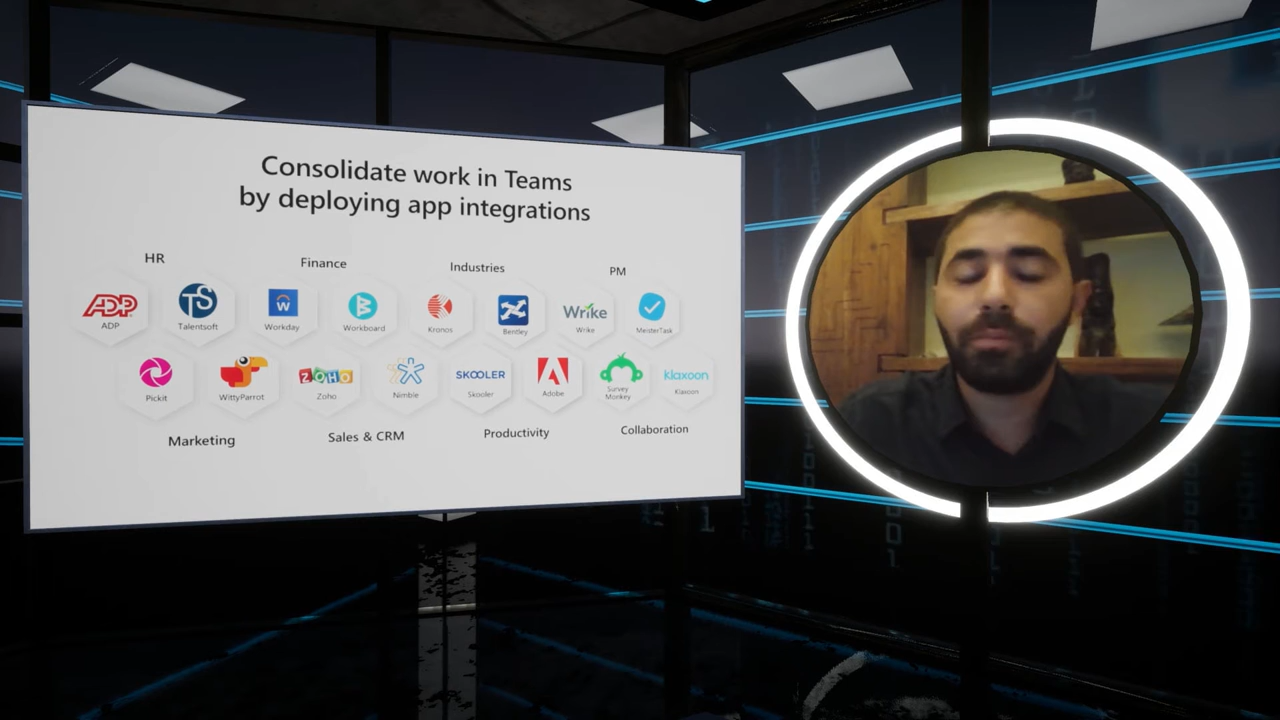 Consolidate work in Teams
by deploying app integrations
HR
Finance
Industries
PM
ADP
TS
W
Wrike
ADP
Talentsoft
Workday
Workboard
Kronos
Bentley
Wrike
MeisterTask
ZOHO
SKOOLER
klaxoon
Pickit
WittyParrot
Zoho
Nimble
Skooler
Adobe
Survey
Monkey
Klaxoon
Marketing
Sales & CRM
Productivity
Collaboration